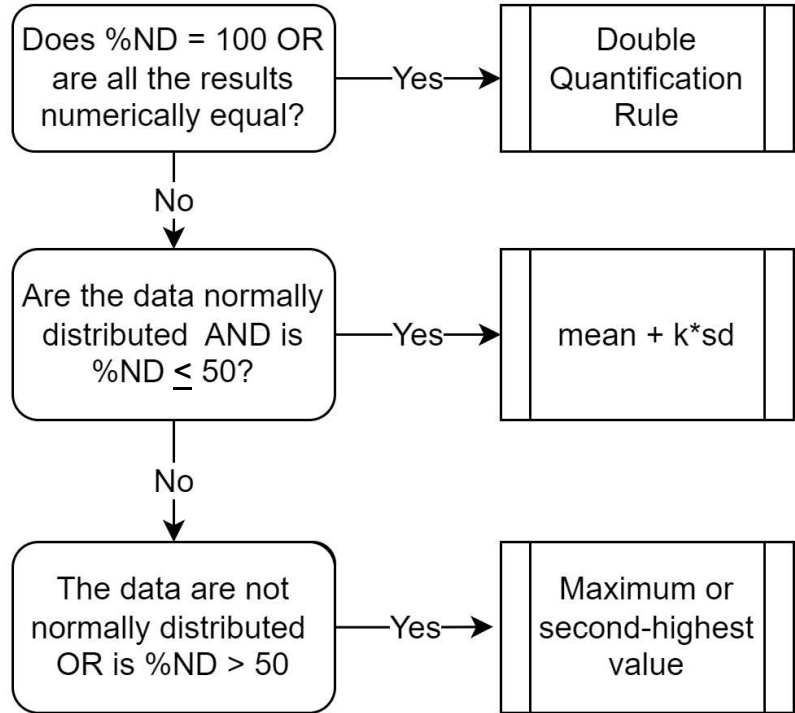 Does %ND = 100 OR
are all the results
numerically equal?
Yes
Double
Quantification
Rule
No
Are the data normally
distributed AND is
%ND ≤ 50?
Yes
mean + k*sd
No
The data are not
normally distributed
OR is %ND > 50
Yes
Maximum or
second-highest
value